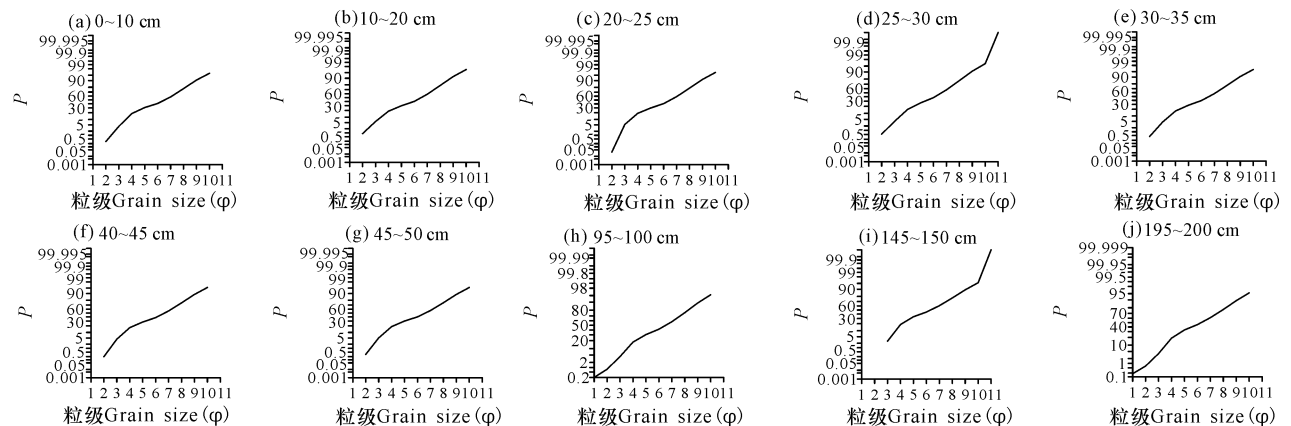 (a) 0~10 cm
99.995
99.9
99
90
60
30
5
0.5
0.05
0.001
P
1 2 3 4 5 6 7 8 9 10 11
粒级Grain size(φ)
(b) 10~20 cm
99.995
99.9
99
90
60
30
5
0.5
0.05
0.001
P
1 2 3 4 5 6 7 8 9 10 11
粒级Grain size(φ)
(c) 20~25 cm
99.995
99.9
99
90
60
30
5
0.5
0.05
0.001
P
1 2 3 4 5 6 7 8 9 10 11
粒级Grain size(φ)
(d) 25~30 cm
99.9
99
90
60
30
5
0.5
0.05
0.001
P
1 2 3 4 5 6 7 8 9 10 11
粒级Grain size(φ)
(e) 30~35 cm
99.995
99.9
99
90
60
30
5
0.5
0.05
0.001
P
1 2 3 4 5 6 7 8 9 10 11
粒级Grain size(φ)
(f) 40~45 cm
99.995
99.9
99
90
60
30
5
0.5
0.05
0.001
P
1 2 3 4 5 6 7 8 9 10 11
粒级Grain size(φ)
(g) 45~50 cm
99.995
99.9
99
90
60
30
5
0.5
0.05
0.001
P
1 2 3 4 5 6 7 8 9 10 11
粒级Grain size(φ)
(h) 95~100 cm
99.99
99.8
98
80
50
20
2
0.2
P
1 2 3 4 5 6 7 8 9 10 11
粒级Grain size(φ)
(i) 145~150 cm
99.9
99
90
60
30
5
0.5
0.05
0.001
P
1 2 3 4 5 6 7 8 9 10 11
粒级Grain size(φ)
(j) 195~200 cm
99.999
99.95
99.5
95
70
40
10
1
0.1
P
1 2 3 4 5 6 7 8 9 10 11
粒级Grain size(φ)